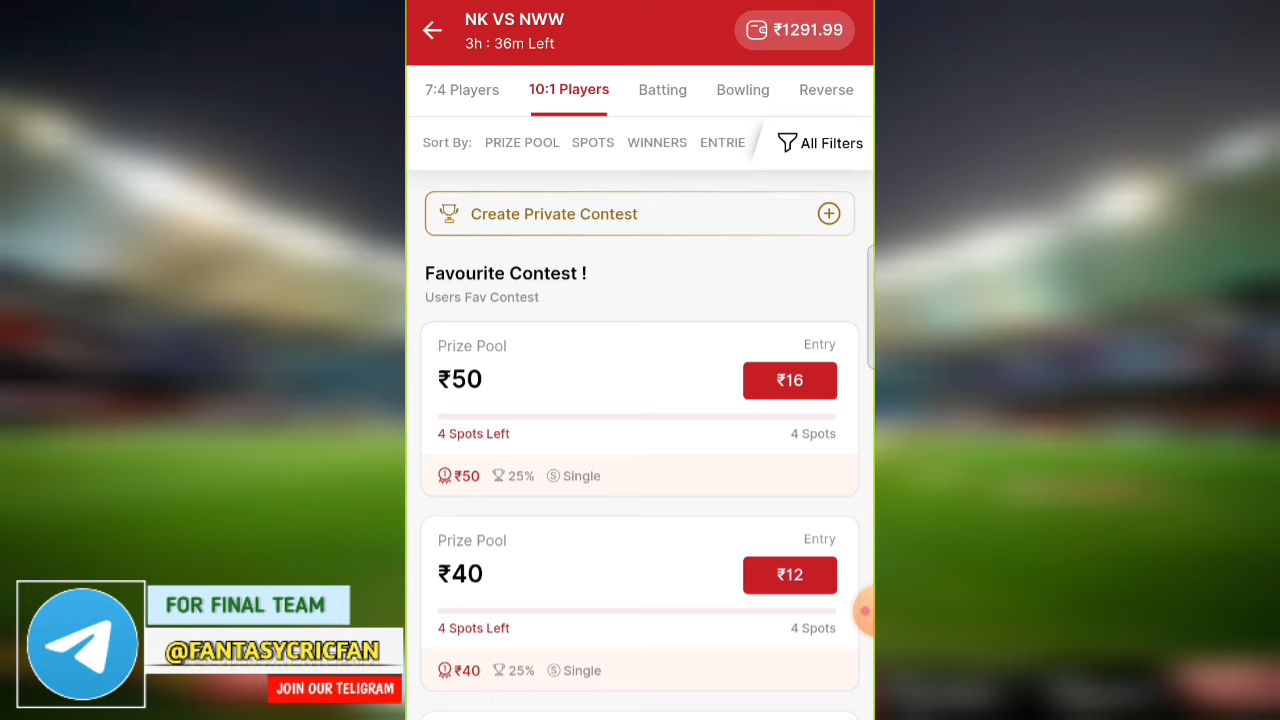 NK VS NWW
3h : 36m Left
₹1291.99
7:4 Players
10:1 Players
Batting
Bowling
Reverse
Sort By: PRIZE POOL SPOTS WINNERS ENTRIE
All Filters
Create Private Contest
Favourite Contest !
Users Fav Contest
Prize Pool
Entry
₹50
₹16
4 Spots Left
4 Spots
₹50 25% Ⓢ Single
Prize Pool
Entry
₹40
₹12
4 Spots Left
4 Spots
₹40 25% Ⓢ Single
FOR FINAL TEAM
@FANTASYCRICFAN
JOIN OUR TELIGRAM